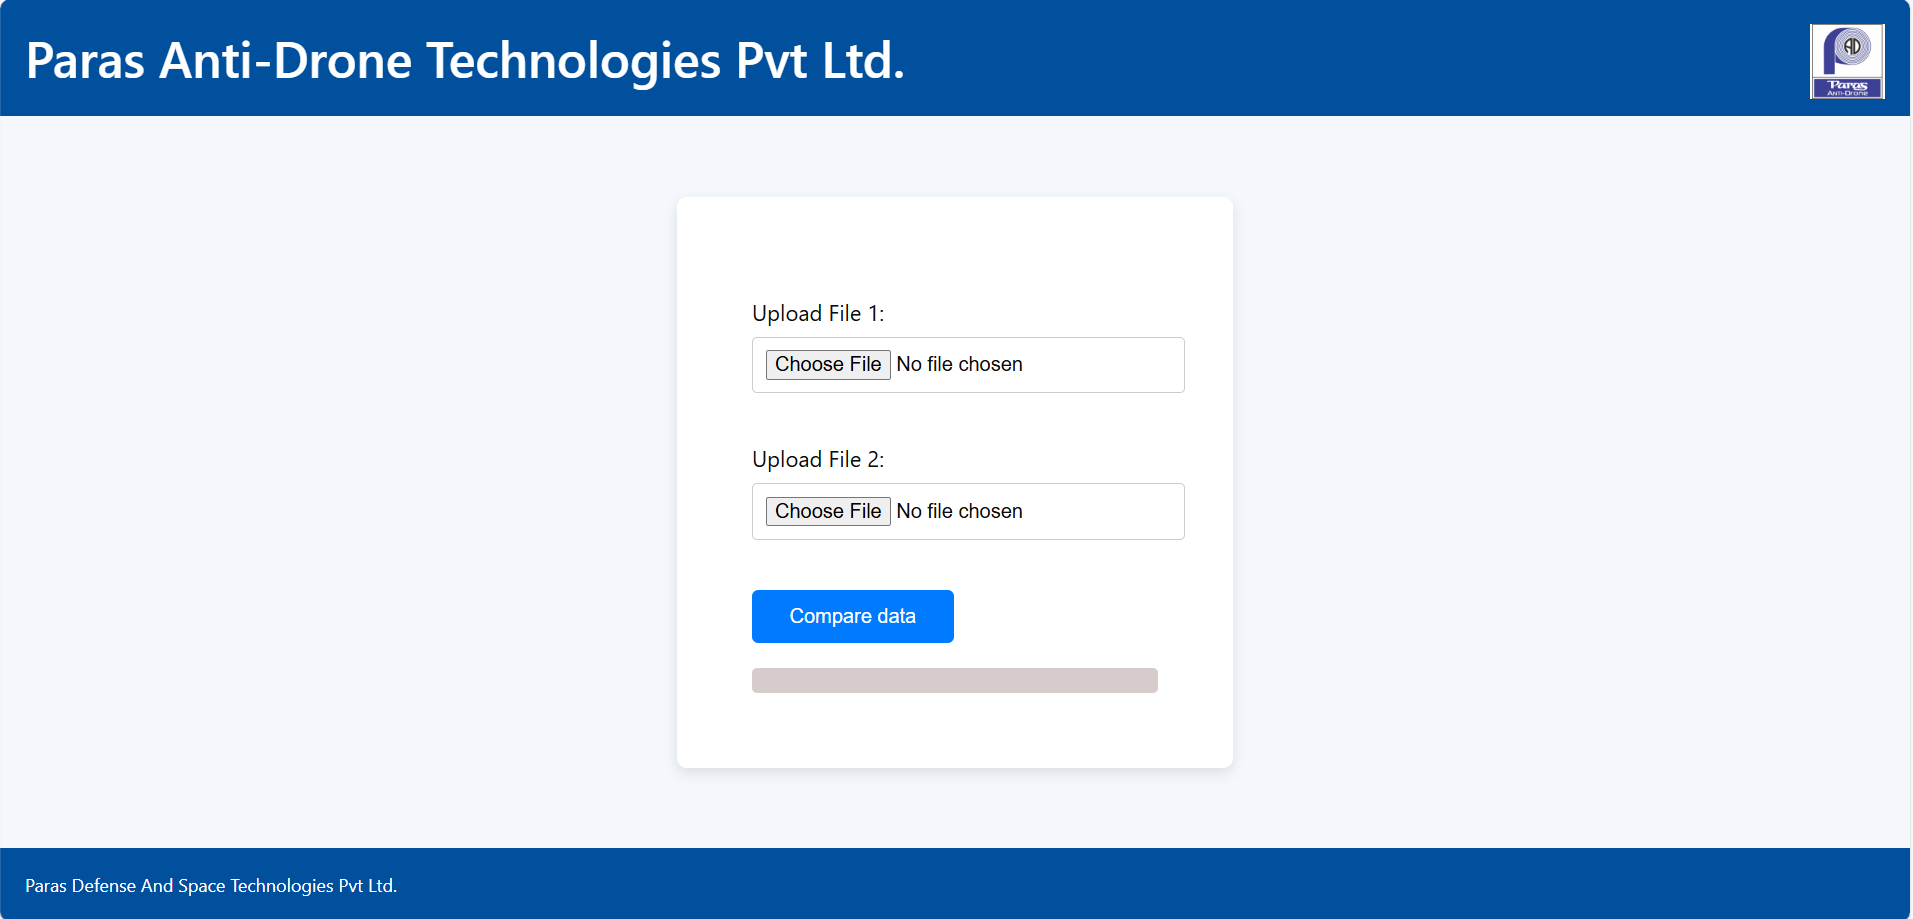 Paras Anti-Drone Technologies Pvt Ltd.
AD
Paras
Anti-Drone
Upload File 1:
Choose File No file chosen
Upload File 2:
Choose File No file chosen
Compare data
Paras Defense And Space Technologies Pvt Ltd.